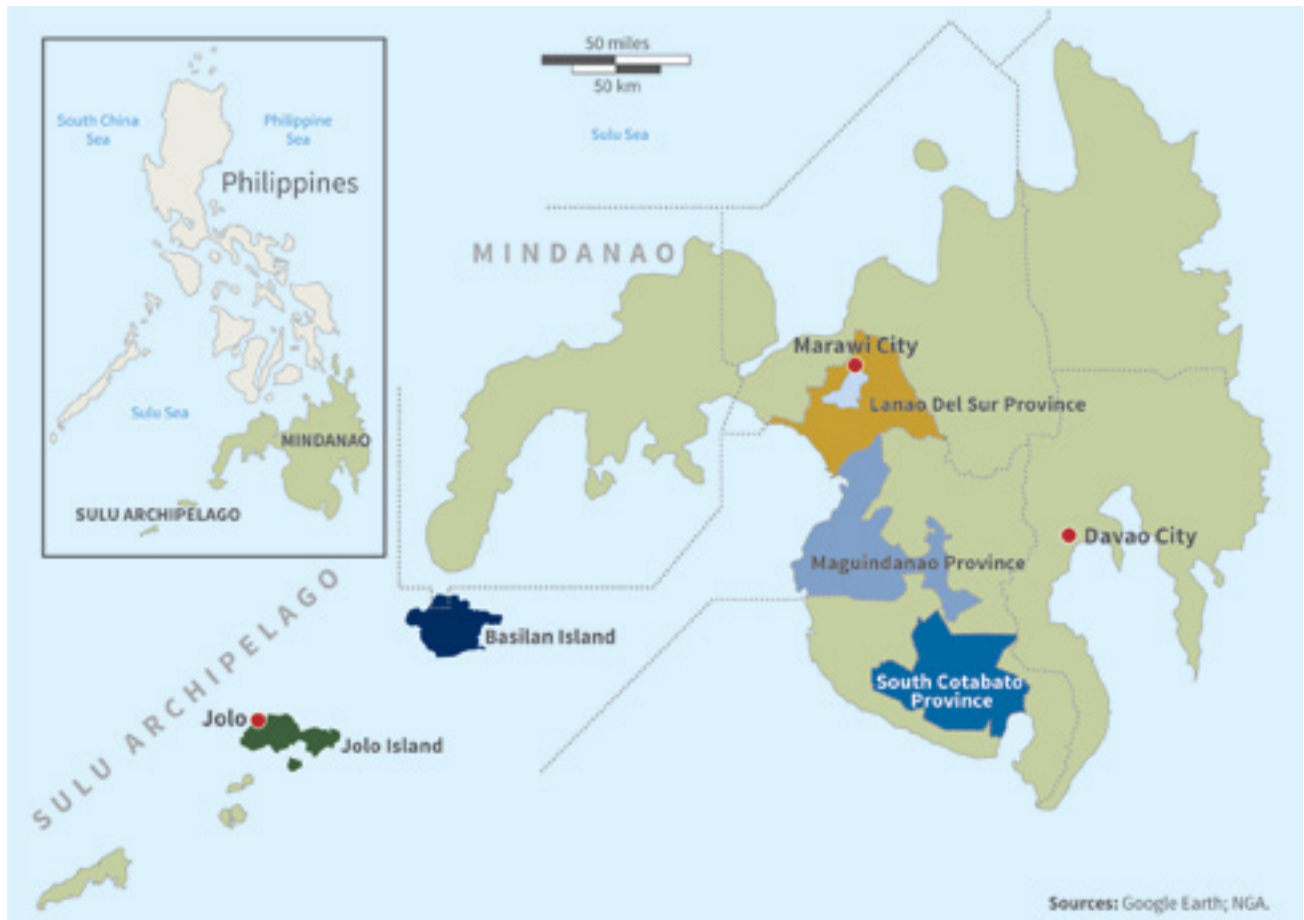 South China
Sea
Philippine
Sea
Philippines
Sulu Sea
MINDANAO
SULU ARCHIPELAGO
50 miles
50 km
Sulu Sea
MINDANAO
Marawi City
Lanao Del Sur Province
Davao City
Maguindanao Province
Basilan Island
South Cotabato
Province
SULU ARCHIPELAGO
Jolo
Jolo Island
Sources: Google Earth; NGA.